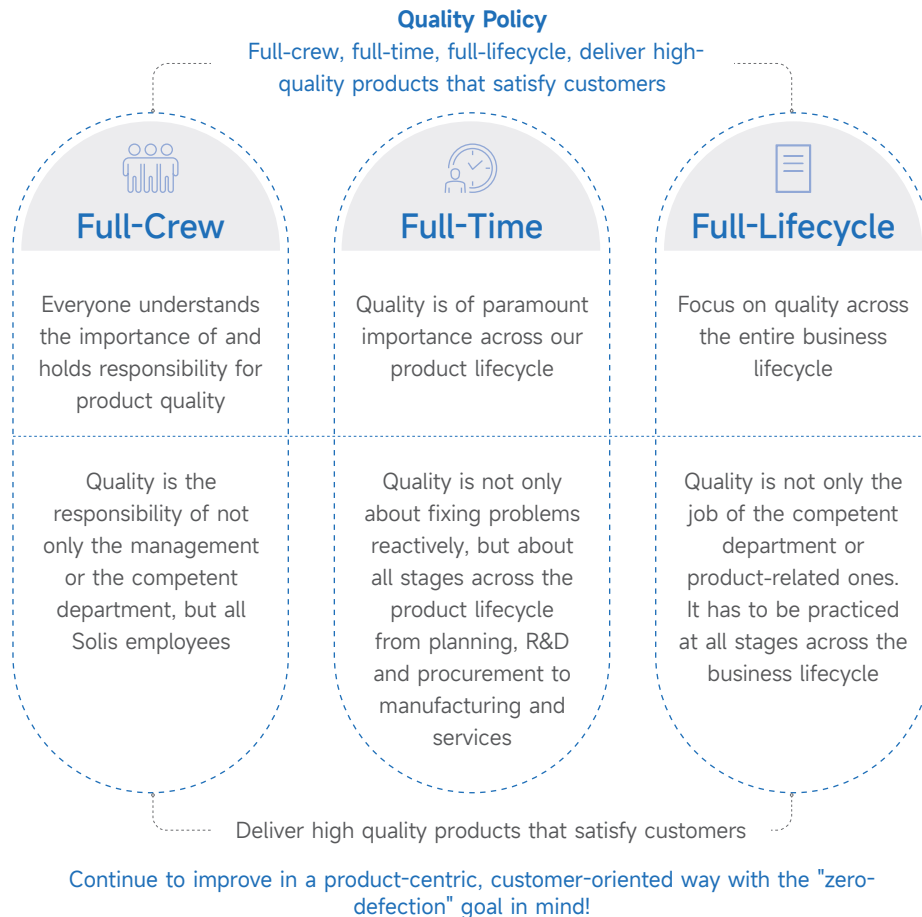 Quality Policy
Full-crew, full-time, full-lifecycle, deliver high-
quality products that satisfy customers
Full-Crew
Everyone understands
the importance of and
holds responsibility for
product quality
Quality is the
responsibility of not
only the management
or the competent
department, but all
Solis employees
Full-Time
Quality is of paramount
importance across our
product lifecycle
Quality is not only
about fixing problems
reactively, but about
all stages across the
product lifecycle
from planning, R&D
and procurement to
manufacturing and
services
Full-Lifecycle
Focus on quality across
the entire business
lifecycle
Quality is not only the
job of the competent
department or
product-related ones.
It has to be practiced
at all stages across the
business lifecycle
Deliver high quality products that satisfy customers
Continue to improve in a product-centric, customer-oriented way with the "zero-
defection" goal in mind!